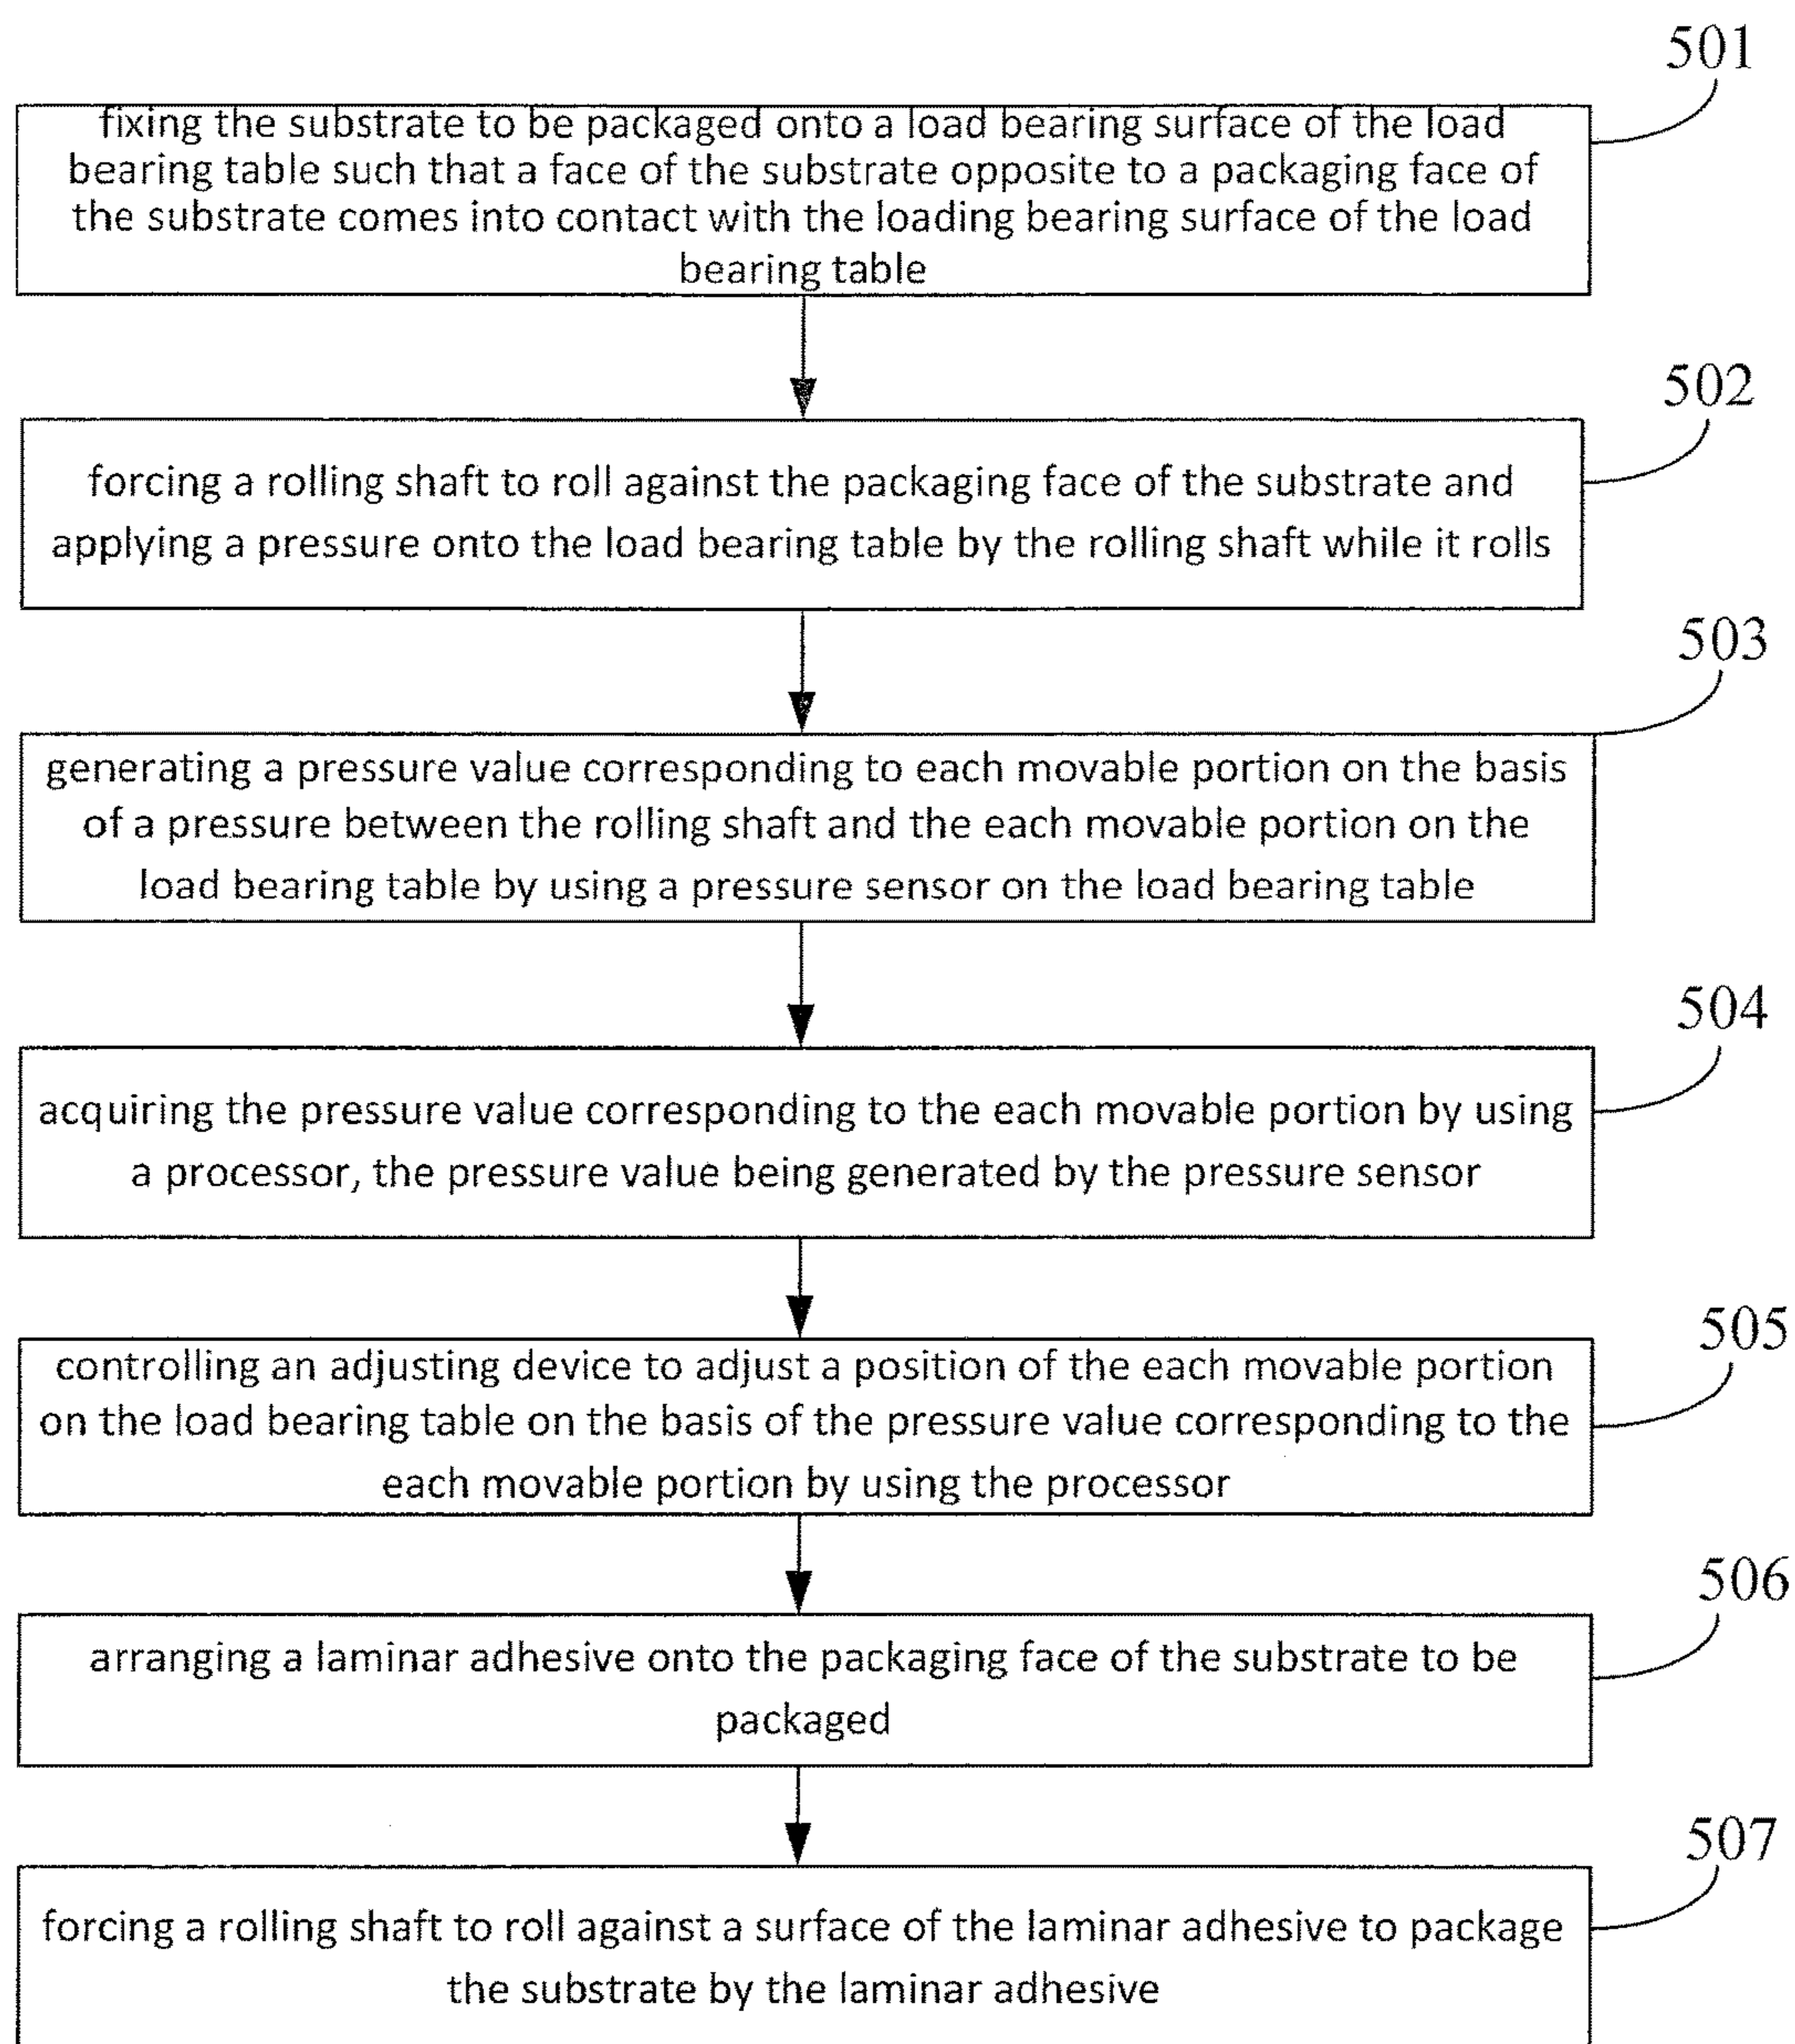 501
fixing the substrate to be packaged onto a load bearing surface of the load
bearing table such that a face of the substrate opposite to a packaging face of
the substrate comes into contact with the loading bearing surface of the load
bearing table
502
forcing a rolling shaft to roll against the packaging face of the substrate and
applying a pressure onto the load bearing table by the rolling shaft while it rolls
503
generating a pressure value corresponding to each movable portion on the basis
of a pressure between the rolling shaft and the each movable portion on the
load bearing table by using a pressure sensor on the load bearing table
504
acquiring the pressure value corresponding to the each movable portion by using
a processor, the pressure value being generated by the pressure sensor
505
controlling an adjusting device to adjust a position of the each movable portion
on the load bearing table on the basis of the pressure value corresponding to the
each movable portion by using the processor
506
arranging a laminar adhesive onto the packaging face of the substrate to be
packaged
507
forcing a rolling shaft to roll against a surface of the laminar adhesive to package
the substrate by the laminar adhesive